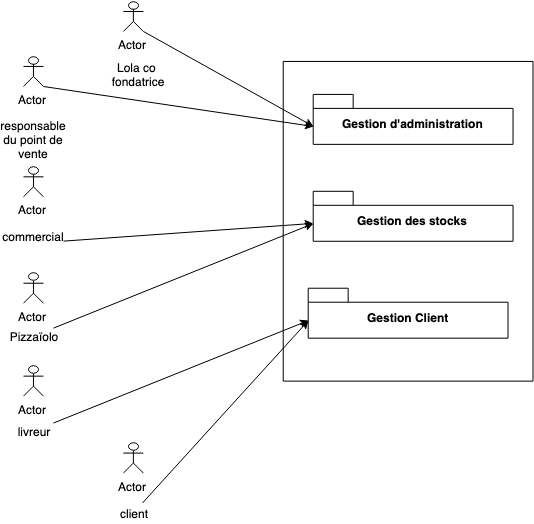 Actor
Lola co
fondatrice
Actor
responsable
du point de
vente
Actor
commercial
Actor
Pizzaïolo
Actor
livreur
Actor
client
Gestion d'administration
Gestion des stocks
Gestion Client